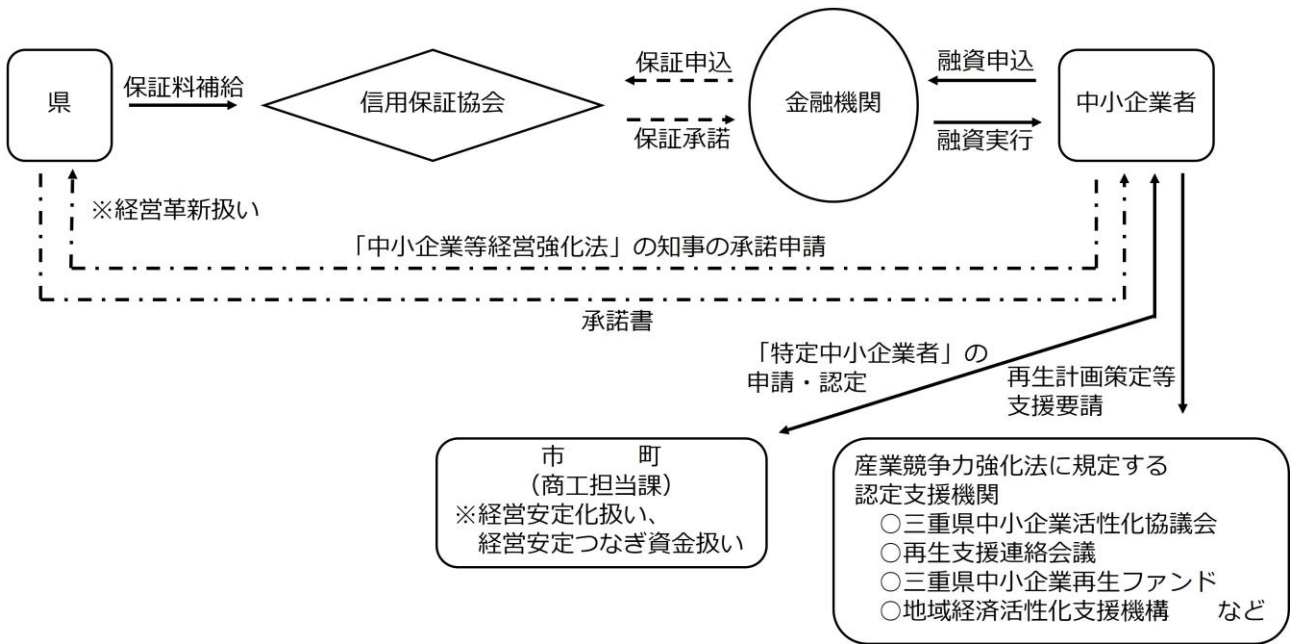 県
保証料補給
信用保証協会
保証申込
保証承諾
金融機関
融資申込
融資実行
中小企業者
※経営革新扱い
「中小企業等経営強化法」の知事の承諾申請
承諾書
「特定中小企業者」の
申請・認定
再生計画策定等
支援要請
市　　町
（商工担当課）
※経営安定化扱い、
経営安定つなぎ資金扱い
産業競争力強化法に規定する
認定支援機関
○三重県中小企業活性化協議会
○再生支援連絡会議
○三重県中小企業再生ファンド
○地域経済活性化支援機構　など